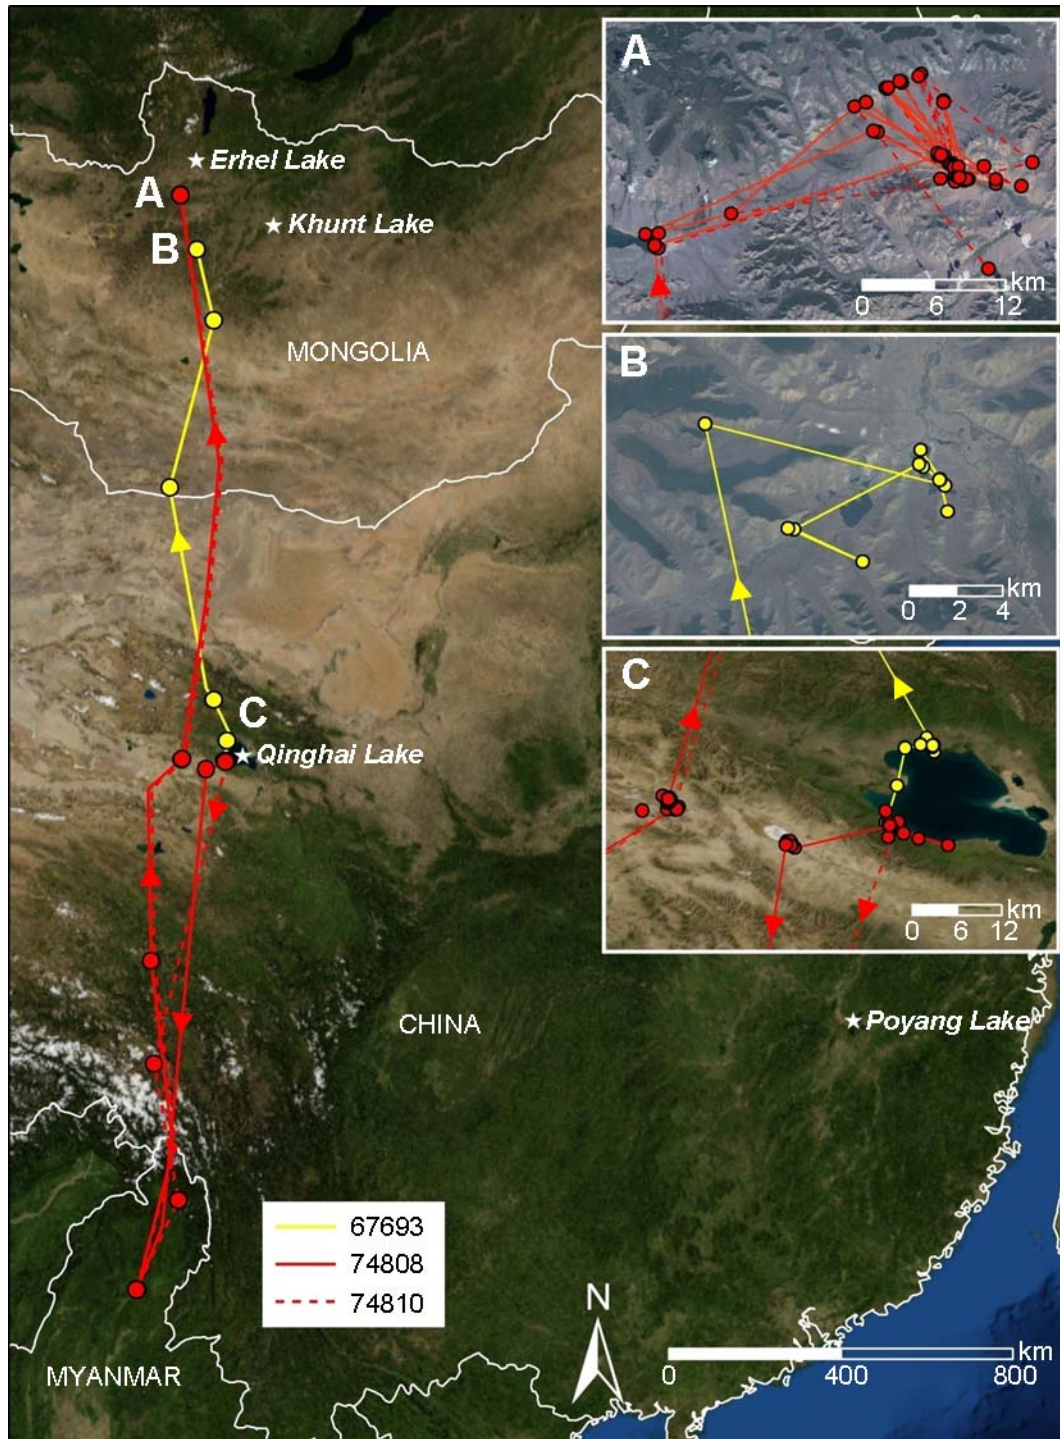 Erhel Lake
A
Khunt Lake
B
MONGOLIA
C
Qinghai Lake
CHINA
Poyang Lake
MYANMAR
67693
74808
74810
N
km
0 400 800
A
km
0 6 12
B
km
0 2 4
C
km
0 6 12